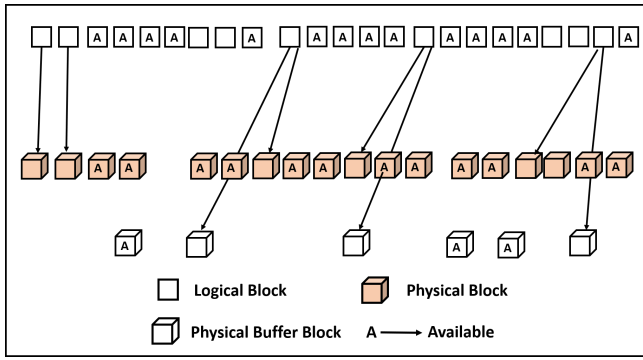 A A A A A A A A A A A A A A
A A A A A A A A A A A A
A A A
Logical Block Physical Block
Physical Buffer Block A Available